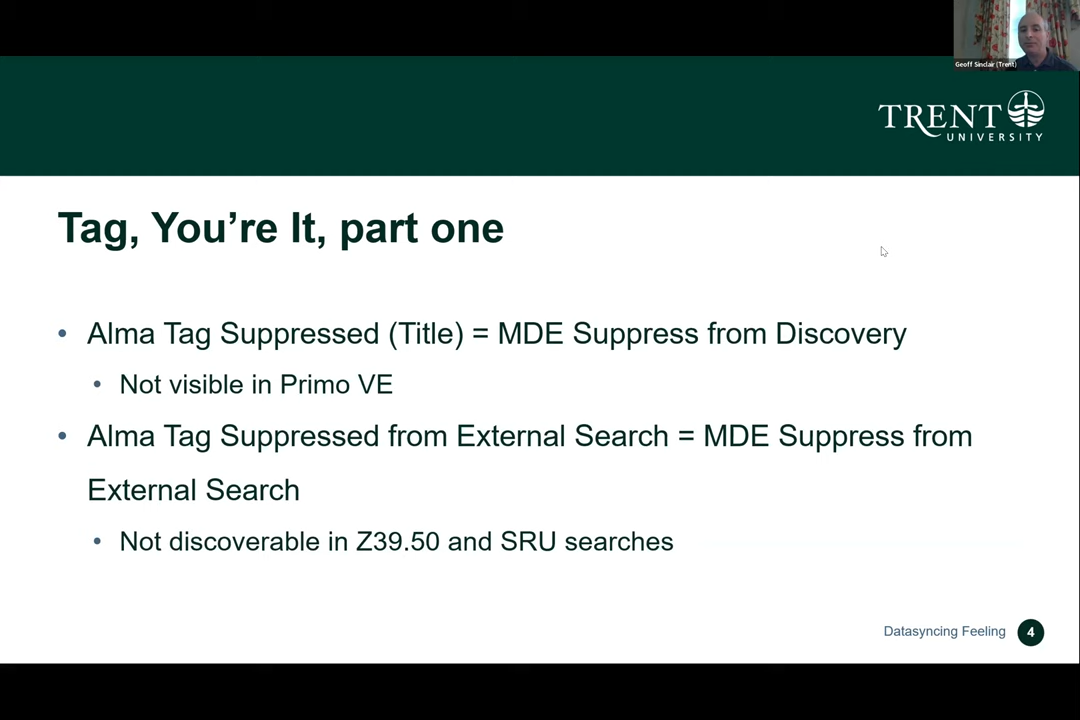 Geoff Sinclair (Trent)
TRENT
UNIVERSITY
Tag, You’re It, part one
• Alma Tag Suppressed (Title) = MDE Suppress from Discovery
• Not visible in Primo VE
• Alma Tag Suppressed from External Search = MDE Suppress from
External Search
• Not discoverable in Z39.50 and SRU searches
Datasyncing Feeling 4